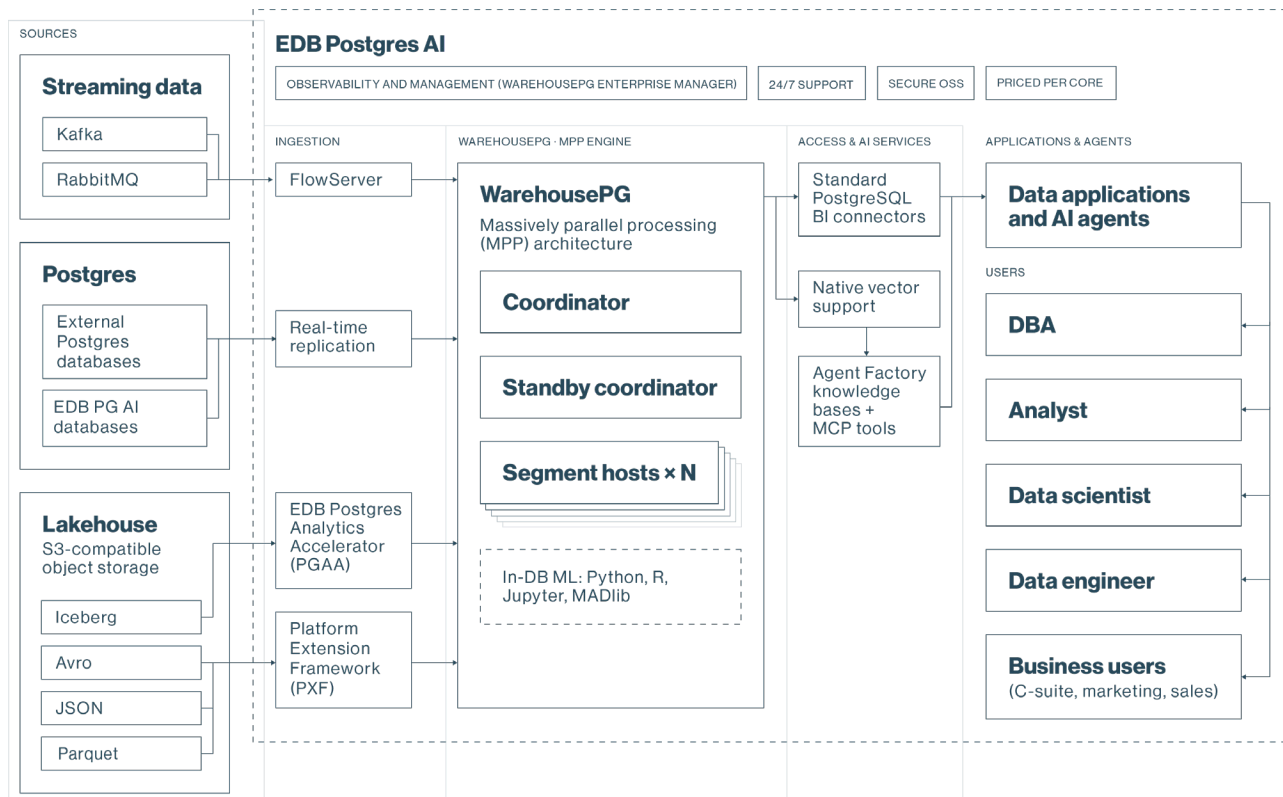 SOURCES
Streaming data
Kafka
RabbitMQ
Postgres
External
Postgres
databases
EDB PG AI
databases
Lakehouse
S3-compatible
object storage
Iceberg
Avro
JSON
Parquet
EDB Postgres AI
OBSERVABILITY AND MANAGEMENT (WAREHOUSEPG ENTERPRISE MANAGER)
24/7 SUPPORT
SECURE OSS
PRICED PER CORE
INGESTION
FlowServer
Real-time
replication
EDB Postgres
Analytics
Accelerator
(PGAA)
Platform
Extension
Framework
(PXF)
WAREHOUSEPG · MPP ENGINE
WarehousePG
Massively parallel processing
(MPP) architecture
Coordinator
Standby coordinator
Segment hosts × N
In-DB ML: Python, R,
Jupyter, MADlib
ACCESS & AI SERVICES
Standard
PostgreSQL
BI connectors
Native vector
support
Agent Factory
knowledge
bases +
MCP tools
APPLICATIONS & AGENTS
Data applications
and AI agents
USERS
DBA
Analyst
Data scientist
Data engineer
Business users
(C-suite, marketing, sales)